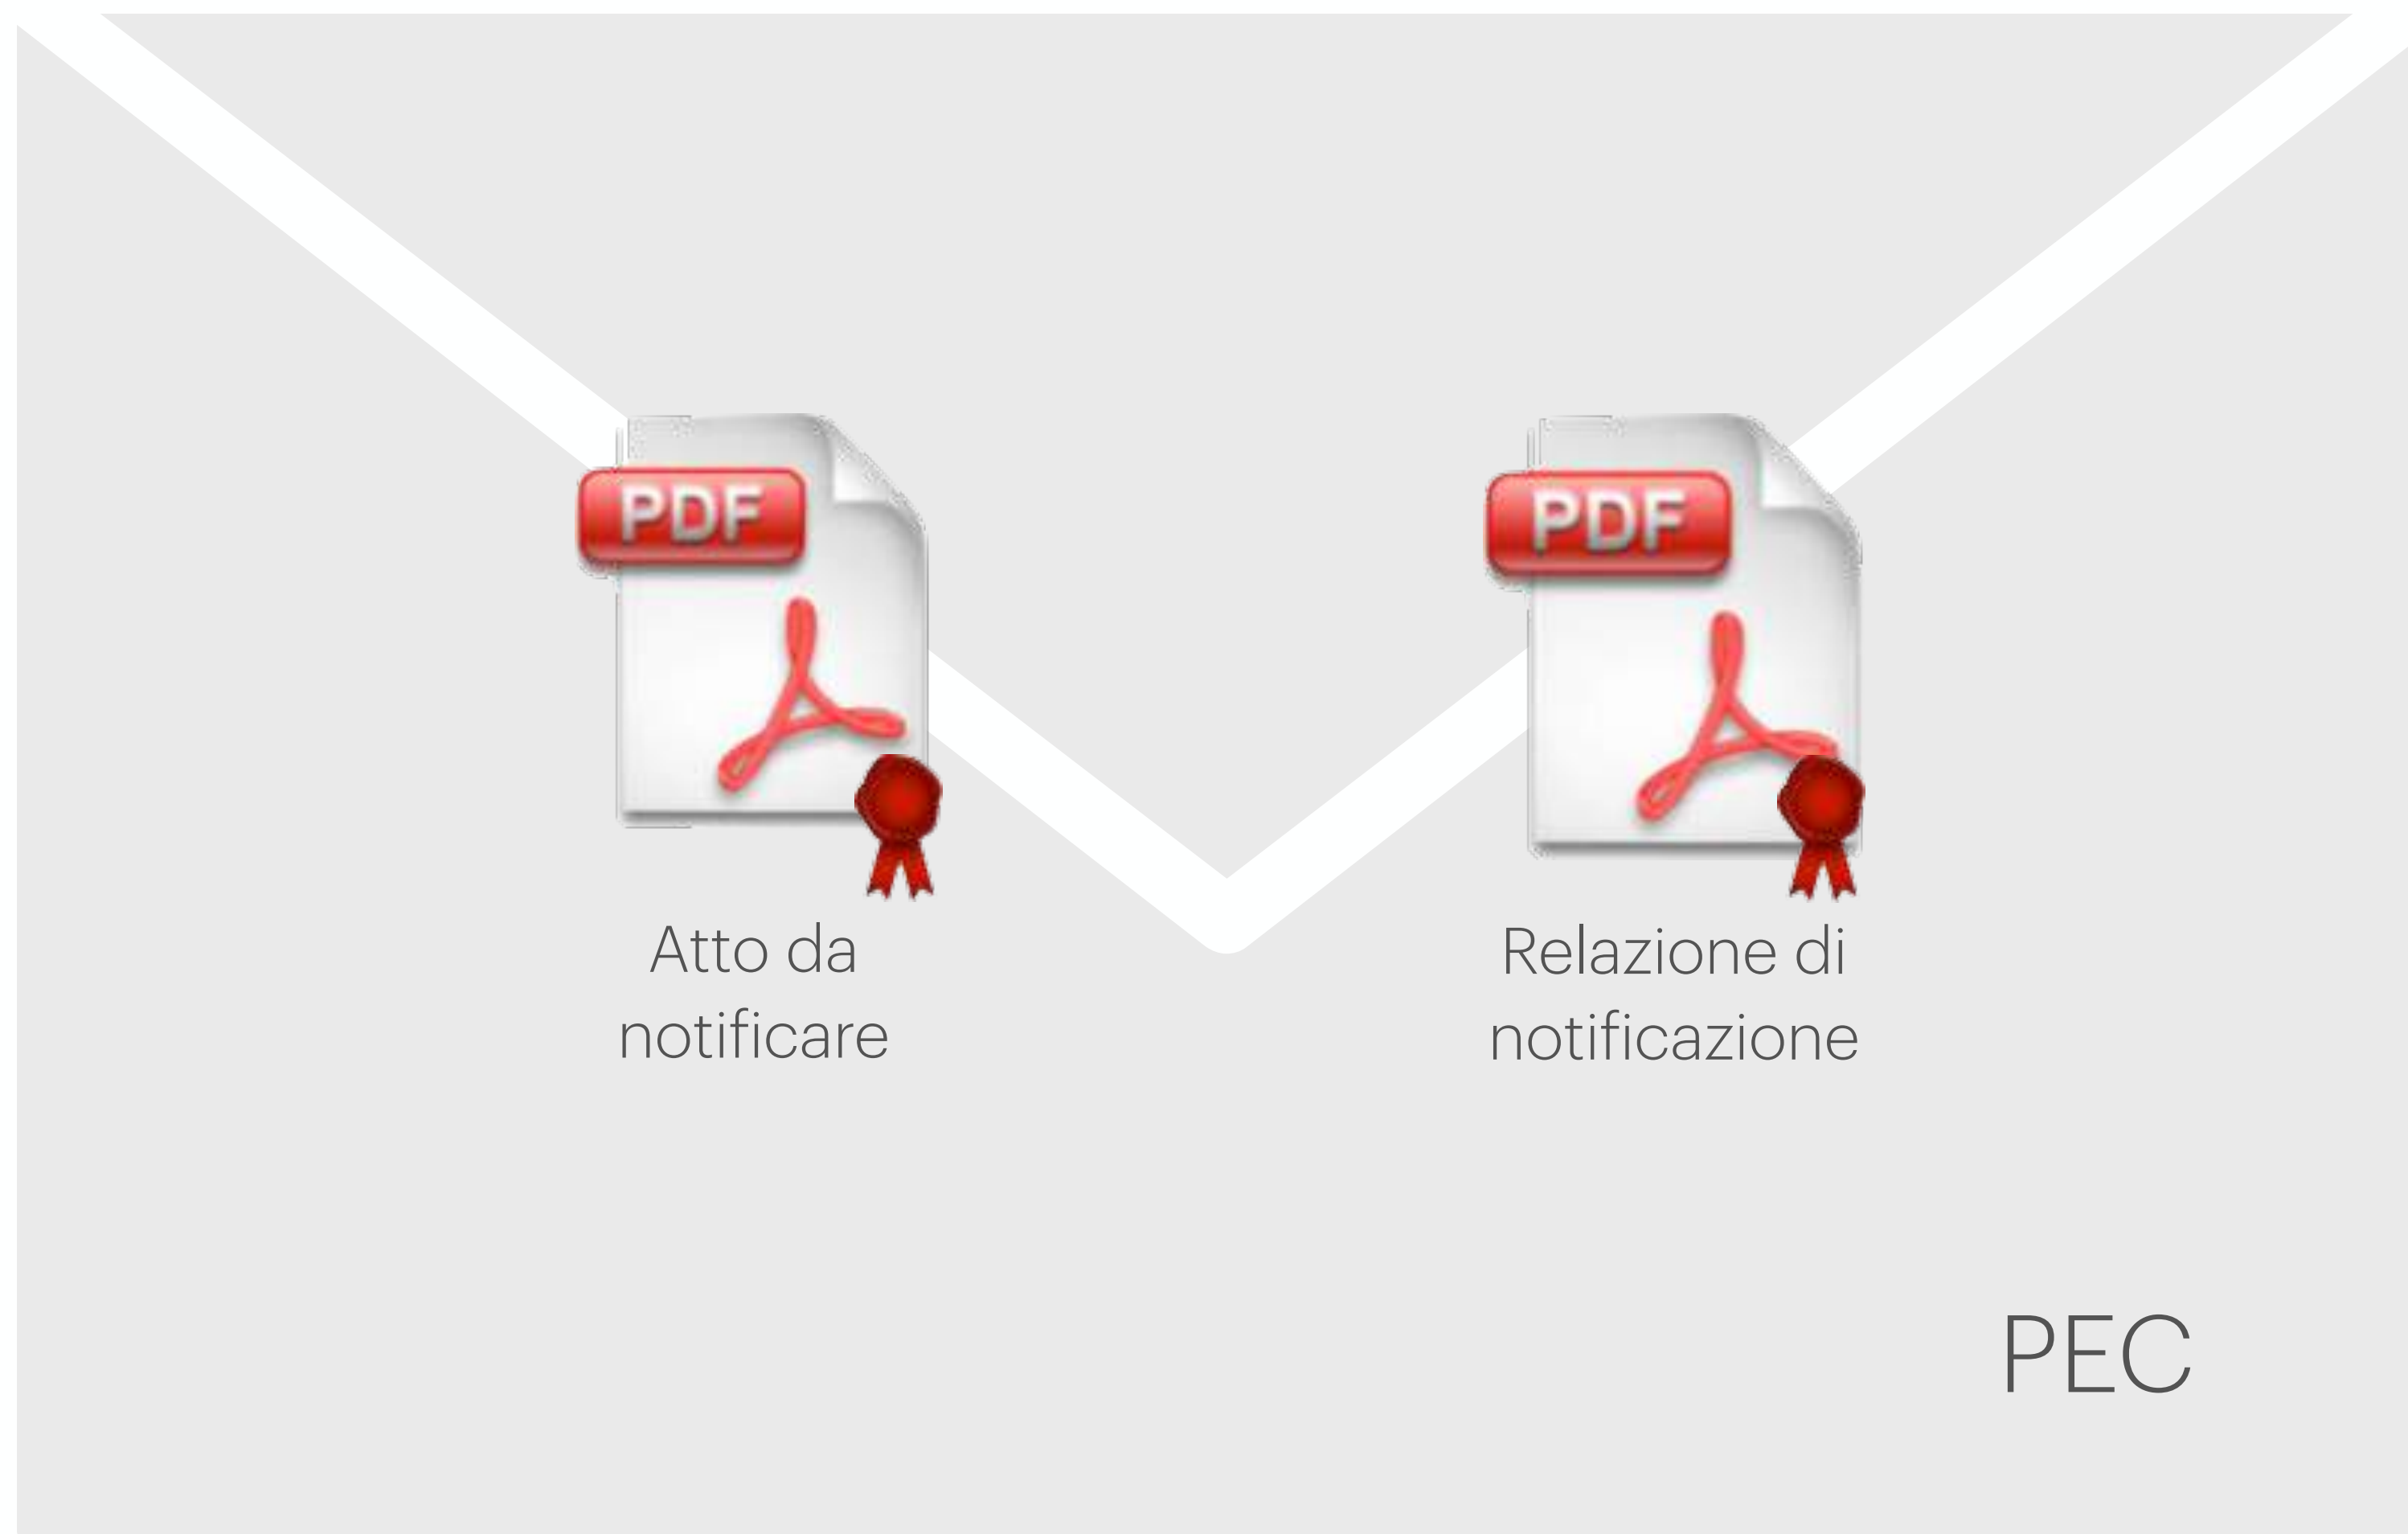 PDF
PDF
Atto da
notificare
Relazione di
notificazione
PEC